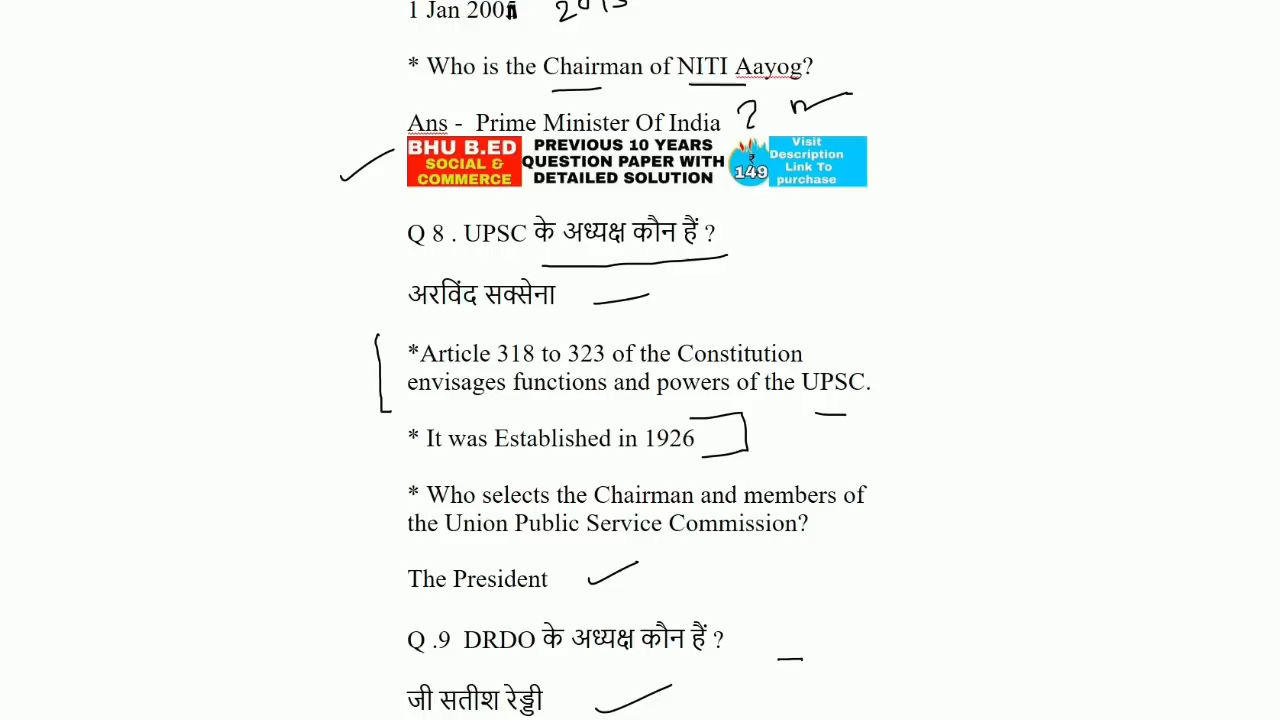 1 Jan 200
2015
* Who is the Chairman of NITI Aayog?
Ans - Prime Minister Of India
BHU B.ED
SOCIAL &
COMMERCE
PREVIOUS 10 YEARS
QUESTION PAPER WITH
DETAILED SOLUTION
₹
149
Visit
Description
Link To
purchase
Q 8 . UPSC के अध्यक्ष कौन हैं ?
अरविंद सक्सेना
*Article 318 to 323 of the Constitution
envisages functions and powers of the UPSC.
* It was Established in 1926
* Who selects the Chairman and members of
the Union Public Service Commission?
The President
Q .9 DRDO के अध्यक्ष कौन हैं ?
जी सतीश रेड्डी